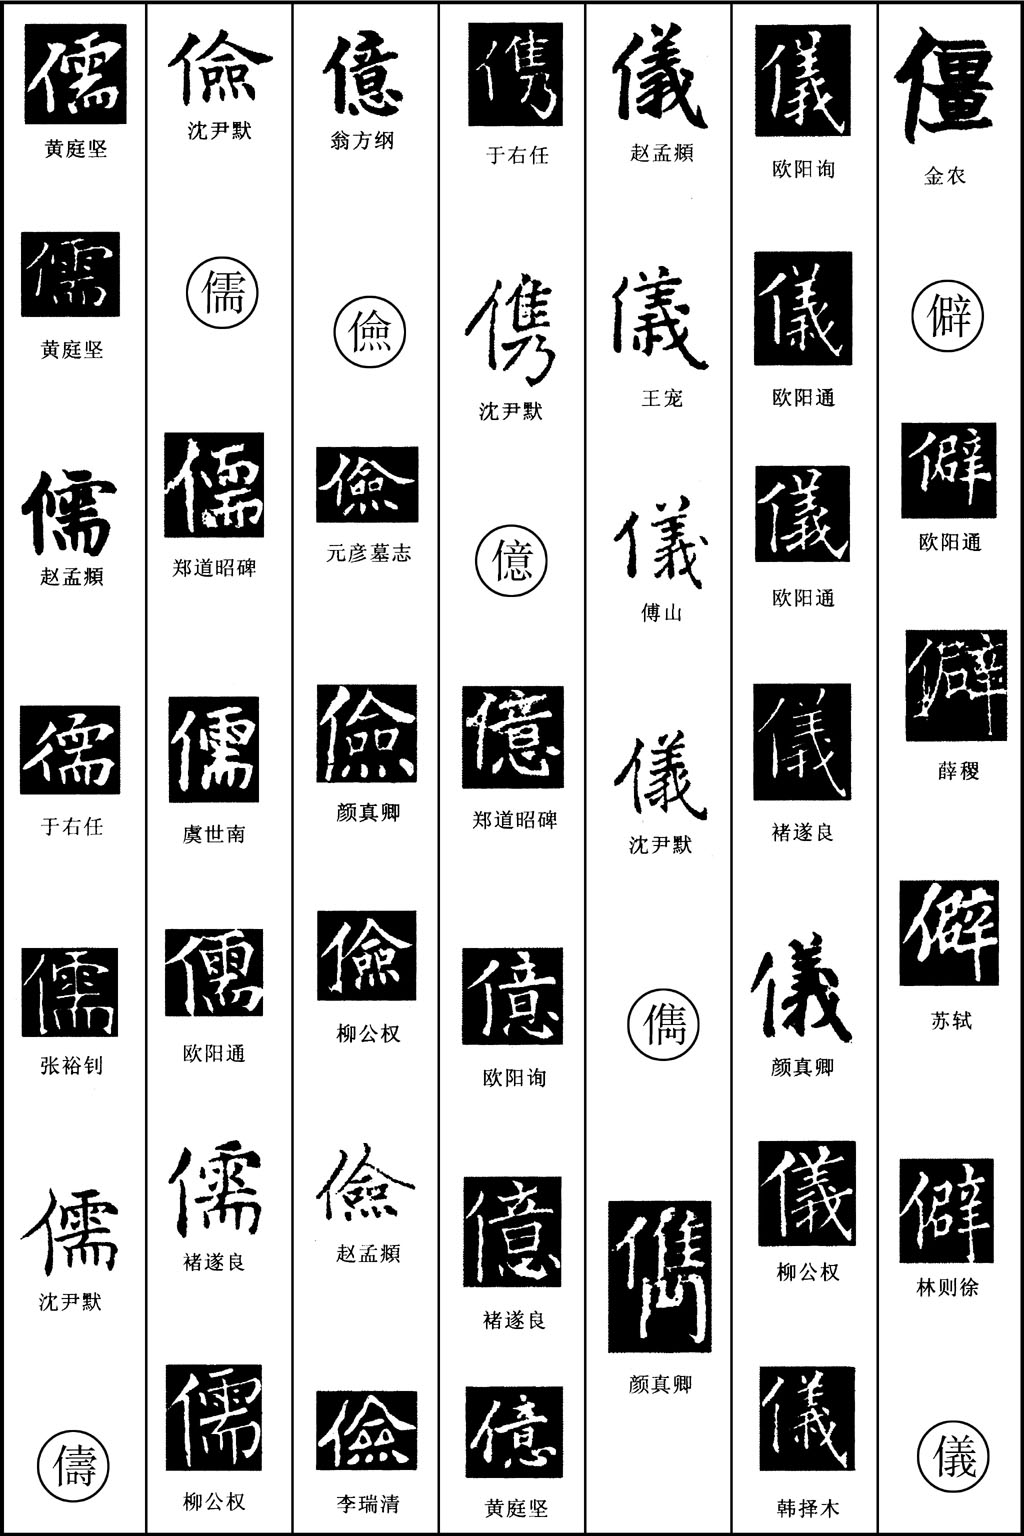 僵
金农
僻
僻
欧阳通
僻
薛稷
僻
苏轼
僻
林则徐
儀
儀
欧阳询
儀
欧阳通
儀
欧阳通
儀
褚遂良
儀
颜真卿
儀
柳公权
儀
韩择木
儀
赵孟頫
儀
王宠
儀
傅山
儀
沈尹默
儁
儁
颜真卿
㑺
于右任
㑺
沈尹默
億
億
郑道昭碑
億
欧阳询
億
褚遂良
億
黄庭坚
億
翁方纲
儉
儉
元彦墓志
儉
颜真卿
儉
柳公权
儉
赵孟頫
儉
李瑞清
儉
沈尹默
儒
儒
郑道昭碑
儒
虞世南
儒
欧阳通
儒
褚遂良
儒
柳公权
儒
黄庭坚
儒
黄庭坚
儒
赵孟頫
儒
于右任
儒
张裕钊
儒
沈尹默
儔